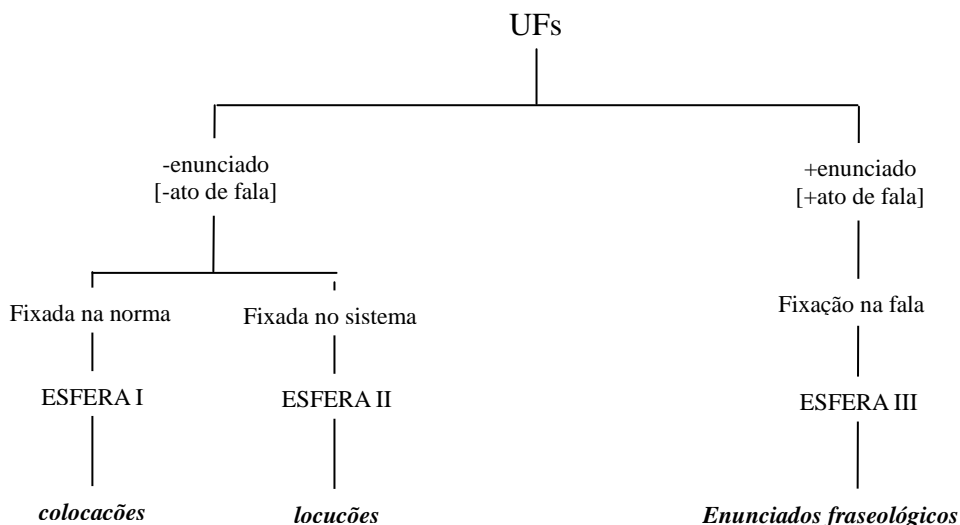 UFs
-enunciado
[-ato de fala]
+enunciado
[+ato de fala]
Fixada na norma
Fixada no sistema
Fixação na fala
ESFERA I
ESFERA II
ESFERA III
colocacões
locucões
Enunciados fraseológicos